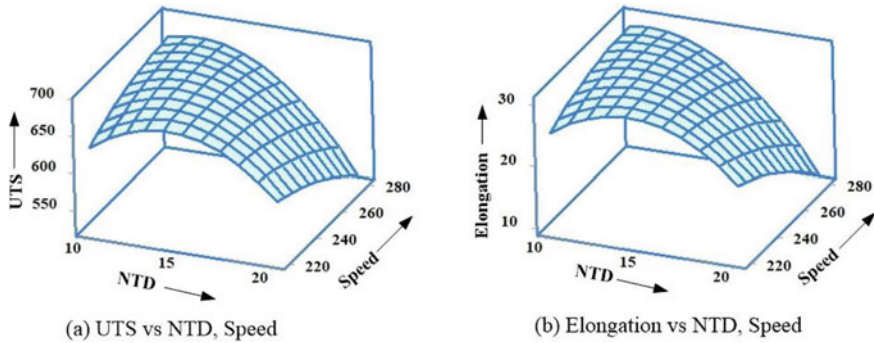 700
650
600
550
UTS
10
15
20
NTD
220
240
260
280
Speed
(a) UTS vs NTD, Speed
30
20
10
Elongation
10
15
20
NTD
220
240
260
280
Speed
(b) Elongation vs NTD, Speed